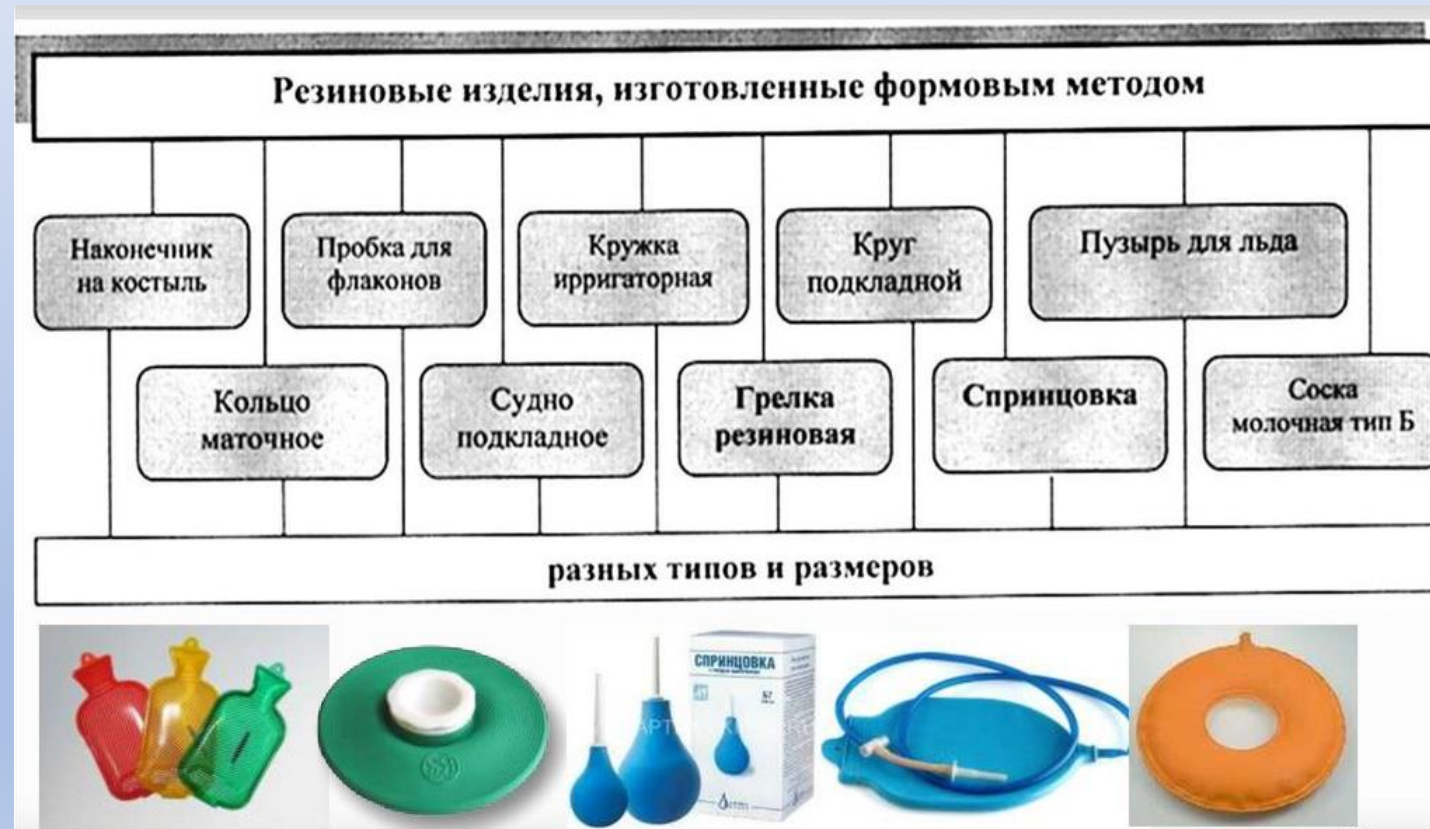 Резиновые изделия, изготовленные формовым методом
Наконечник
на костыль
Пробка для
флаконов
Кружка
ирригаторная
Круг
подкладной
Пузырь для льда
Кольцо
маточное
Судно
подкладное
Грелка
резиновая
Спринцовка
Соска
молочная тип Б
разных типов и размеров
СПРИНЦОВКА